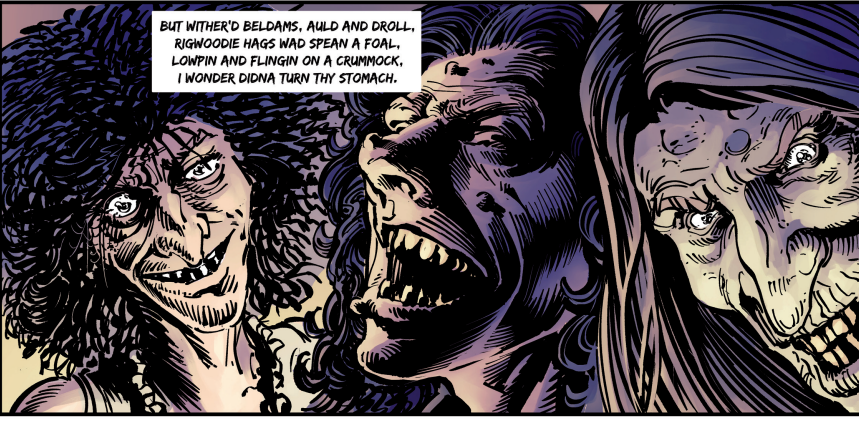 BUT WITHER'D BELDAMS, AULD AND DROLL,
RIGWOODIE HAGS WAD SPEAN A FOAL,
LOWPIN AND FLINGIN ON A CRUMMOCK,
I WONDER DIDNA TURN THY STOMACH.